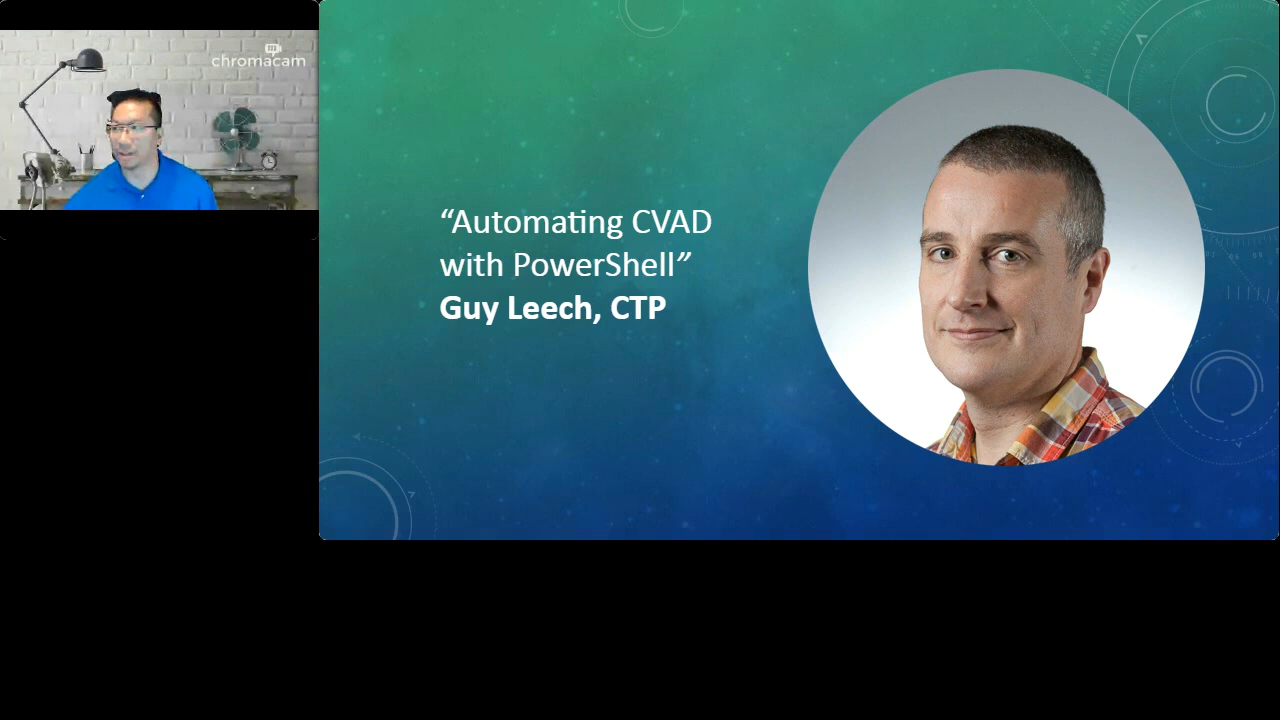 chromacam
“Automating CVAD
with PowerShell”
Guy Leech, CTP